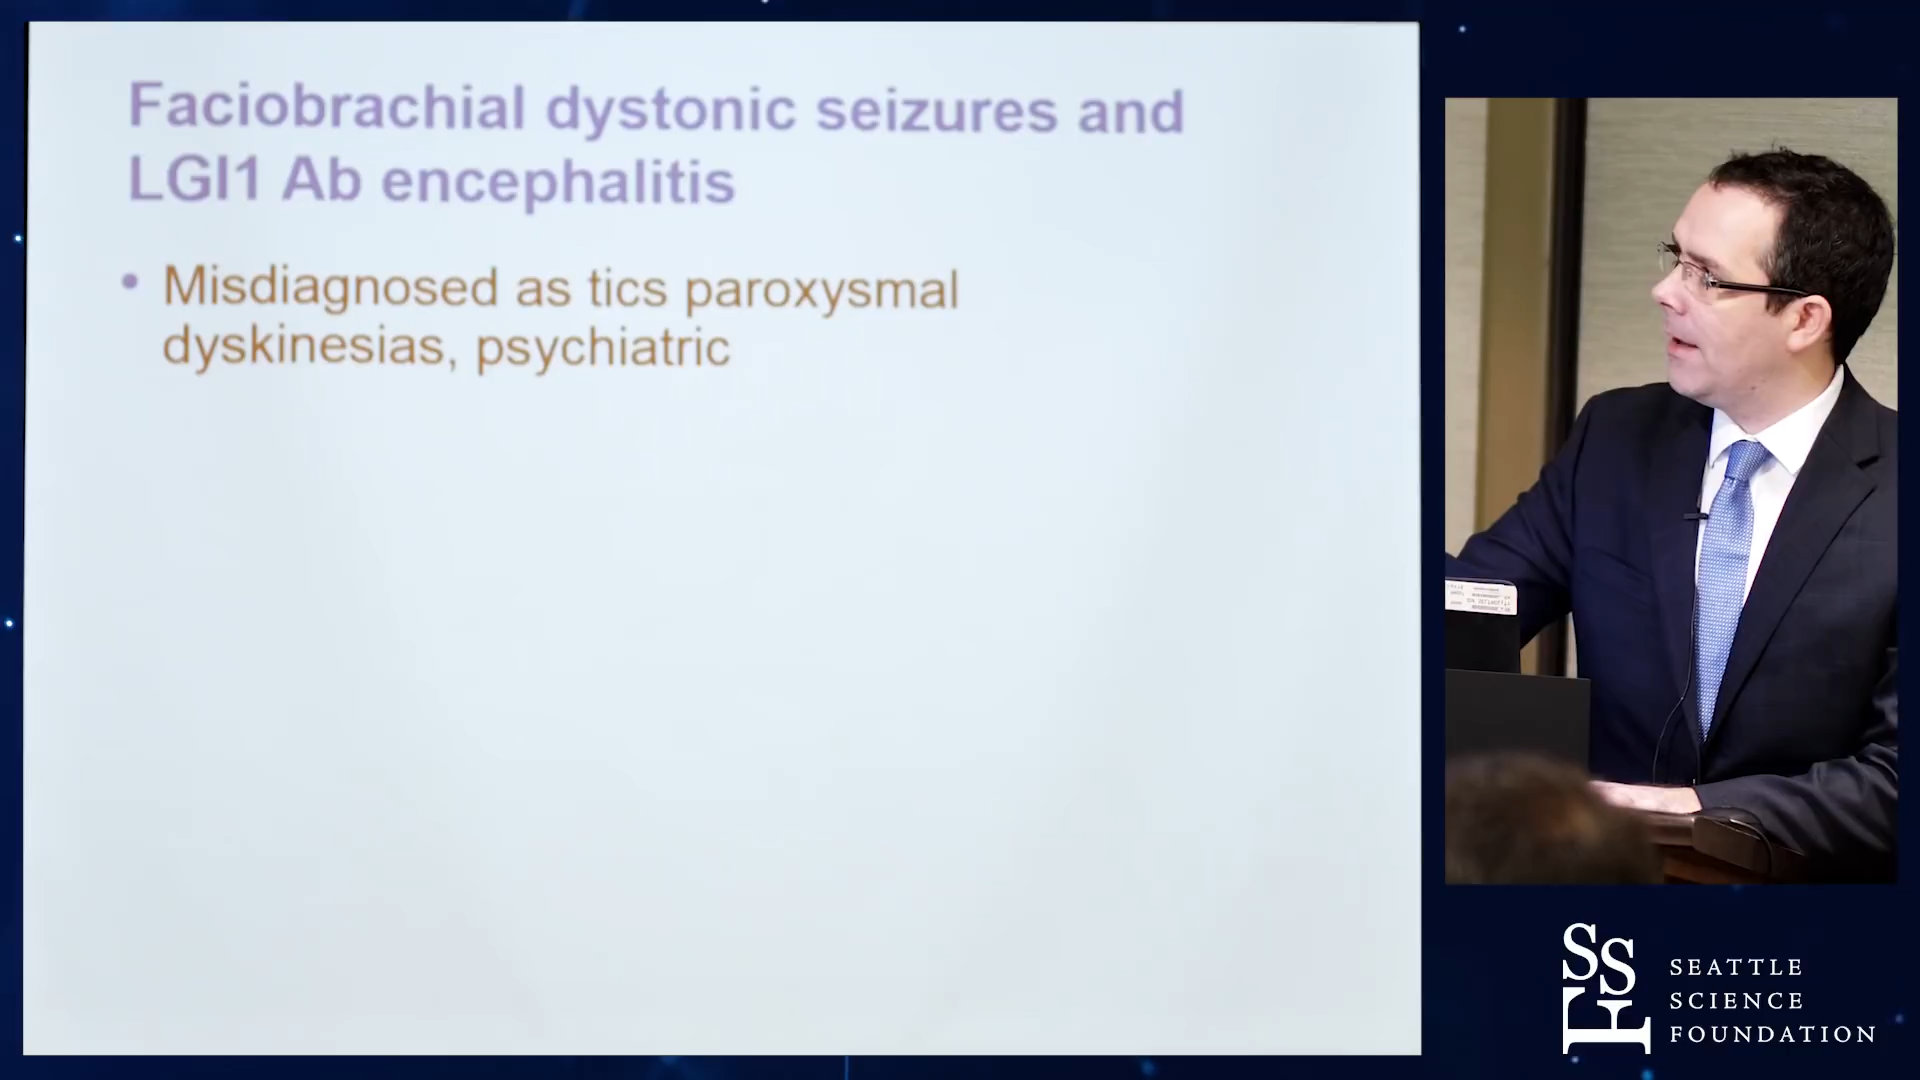 Faciobrachial dystonic seizures and
LGI1 Ab encephalitis
• Misdiagnosed as tics paroxysmal
dyskinesias, psychiatric
SSF
SEATTLE
SCIENCE
FOUNDATION